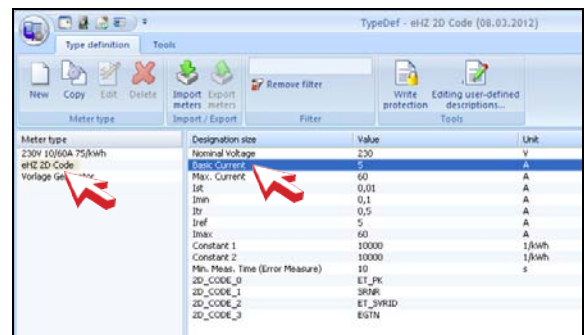 TypeDef - eHZ 2D Code (08.03.2012)
Type definition Tools
New Copy Edit Delete
Import meters Export meters
Remove filter
Write protection Editing user-defined descriptions...
Meter type Import / Export Filter Tools
Meter type Designation size Value Unit
230V 10/60A 75/kWh Nominal Voltage 230 V
eHZ 2D Code Basic Current 5 A
Vorlage Max. Current 60 A
Ist 0,01 A
Imin 0,1 A
Itr 0,5 A
Iref 5 A
Imax 60 A
Constant 1 10000 1/kWh
Constant 2 10000 1/kWh
Min. Meas. Time (Error Measure) 10 s
2D_CODE_0 ET_PK
2D_CODE_1 SRNR
2D_CODE_2 ET_SVRID
2D_CODE_3 EGTN